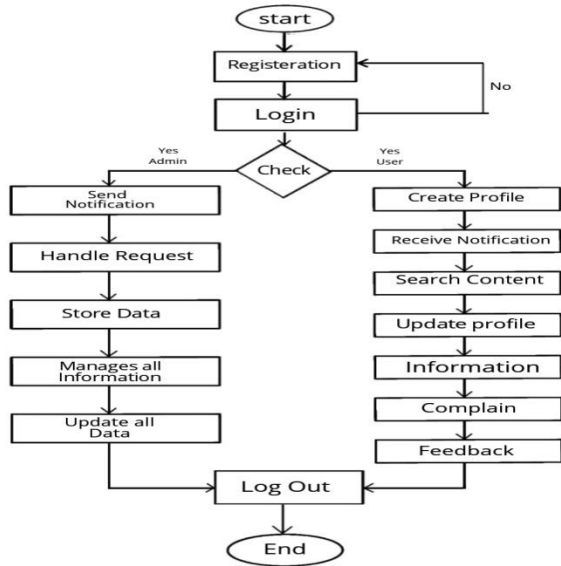 start
Registeration
No
Login
Yes
Admin
Yes
User
Check
Send
Notification
Handle Request
Store Data
Manages all
Information
Update all
Data
Create Profile
Receive Notification
Search Content
Update profile
Information
Complain
Feedback
Log Out
End